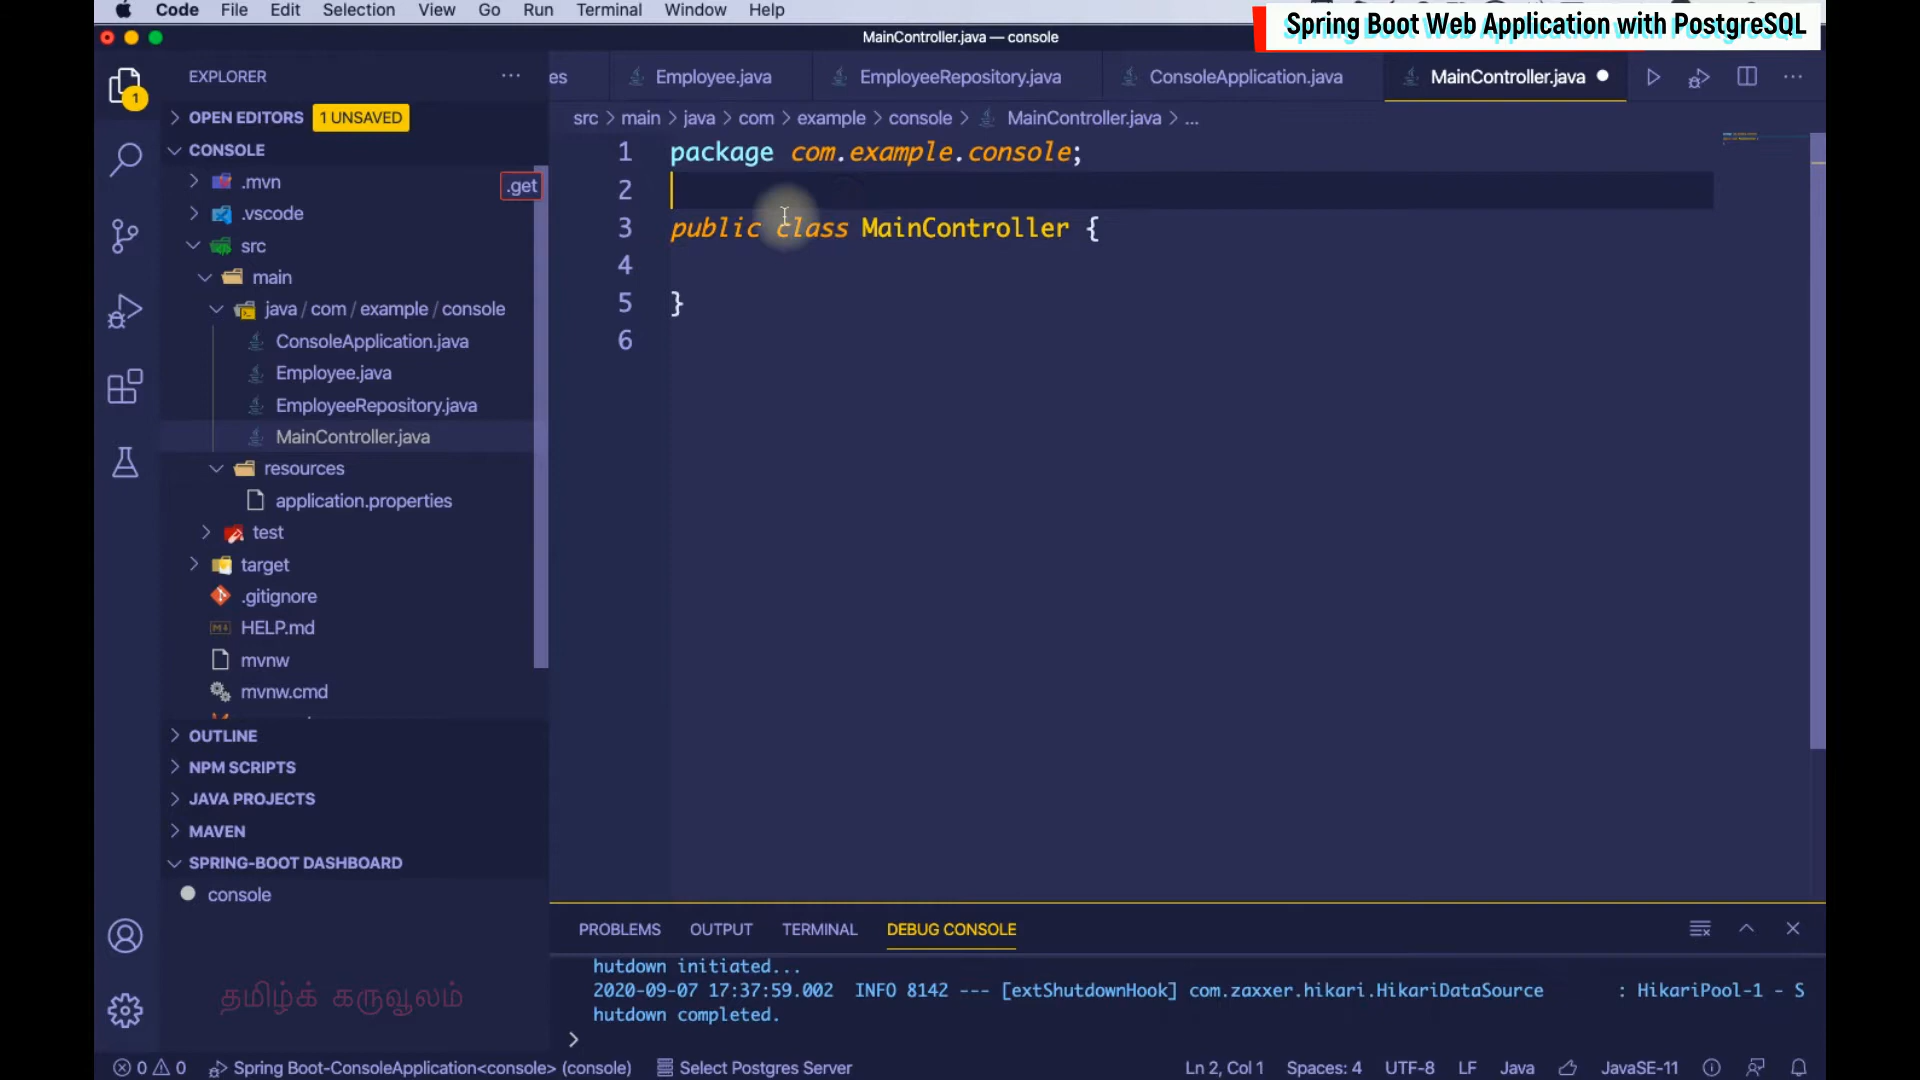 Code File Edit Selection View Go Run Terminal Window Help
Spring Boot Web Application with PostgreSQL
MainController.java — console
EXPLORER
es Employee.java EmployeeRepository.java ConsoleApplication.java MainController.java
1
OPEN EDITORS 1 UNSAVED
src > main > java > com > example > console > MainController.java > ...
CONSOLE
.mvn
.get
.vscode
src
main
java / com / example / console
ConsoleApplication.java
Employee.java
EmployeeRepository.java
MainController.java
resources
application.properties
test
target
.gitignore
HELP.md
mvnw
mvnw.cmd
OUTLINE
NPM SCRIPTS
JAVA PROJECTS
MAVEN
SPRING-BOOT DASHBOARD
console
தமிழ்க் கருவூலம்
1 package com.example.console;
2
3 public class MainController {
4
5 }
6
PROBLEMS OUTPUT TERMINAL DEBUG CONSOLE
hutdown initiated...
2020-09-07 17:37:59.002 INFO 8142 --- [extShutdownHook] com.zaxxer.hikari.HikariDataSource : HikariPool-1 - S
hutdown completed.
>
0 0 Spring Boot-ConsoleApplication<console> (console) Select Postgres Server Ln 2, Col 1 Spaces: 4 UTF-8 LF Java JavaSE-11